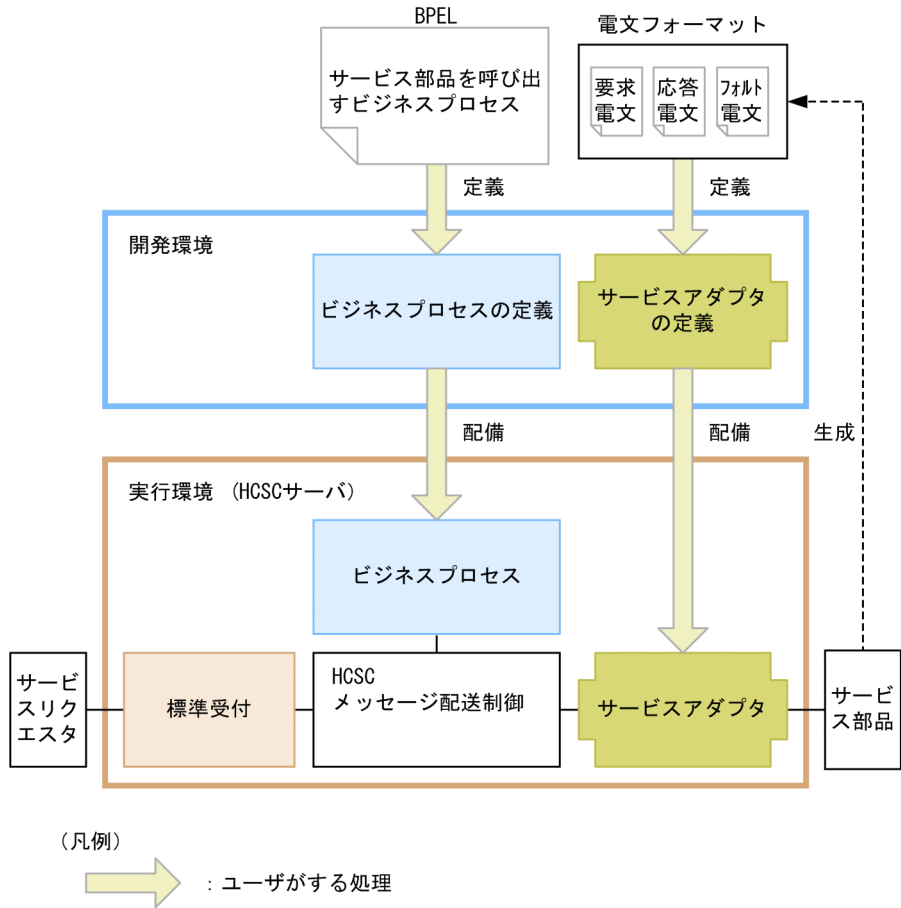 BPEL
電文フォーマット
サービス部品を呼び出
すビジネスプロセス
要求
電文
応答
電文
フォルト
電文
定義
定義
開発環境
ビジネスプロセスの定義
サービスアダプタ
の定義
配備
配備
生成
実行環境 (HCSCサーバ)
ビジネスプロセス
サービ
スリク
エスタ
標準受付
HCSC
メッセージ配送制御
サービスアダプタ
サービ
ス部品
(凡例)
:ユーザがする処理